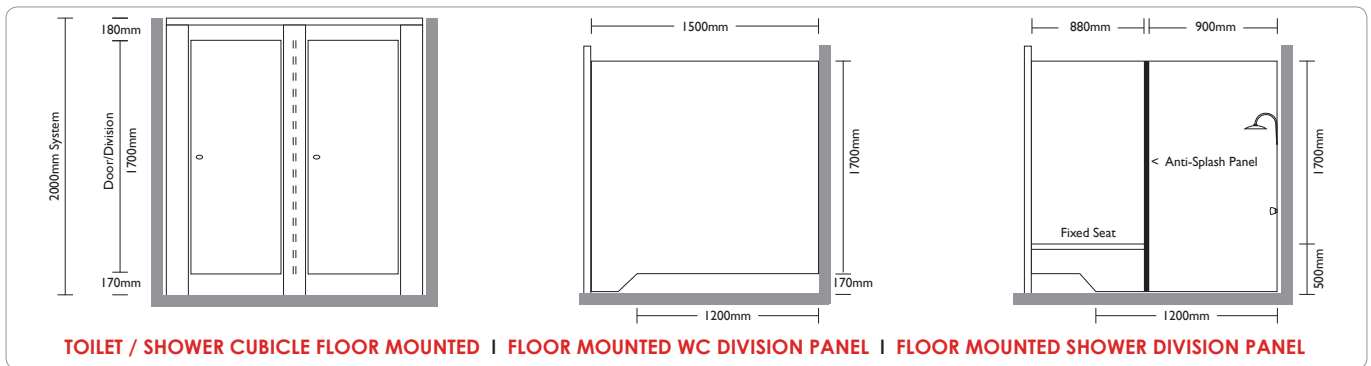 180mm
2000mm System
Door/Division
1700mm
170mm
1500mm
1700mm
170mm
1200mm
880mm
900mm
< Anti-Splash Panel
1700mm
Fixed Seat
500mm
1200mm
TOILET / SHOWER CUBICLE FLOOR MOUNTED I FLOOR MOUNTED WC DIVISION PANEL I FLOOR MOUNTED SHOWER DIVISION PANEL